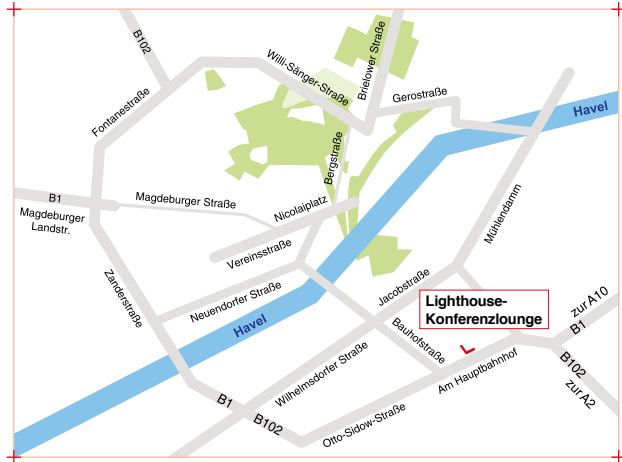 B102
Willi-Sänger-Straße
Brielower Straße
Fontanestraße
Gerostraße
Havel
Bergstraße
B1
Magdeburger
Landstr.
Magdeburger Straße
Nicolaiplatz
Vereinsstraße
Mühlendamm
Zanderstraße
Neuendorfer Straße
Jacobstraße
Lighthouse-
Konferenzlounge
zur A10
B1
Havel
Bauhofstraße
Wilhelmsdorfer Straße
Am Hauptbahnhof
B102
zur A2
B1
B102
Otto-Sidow-Straße